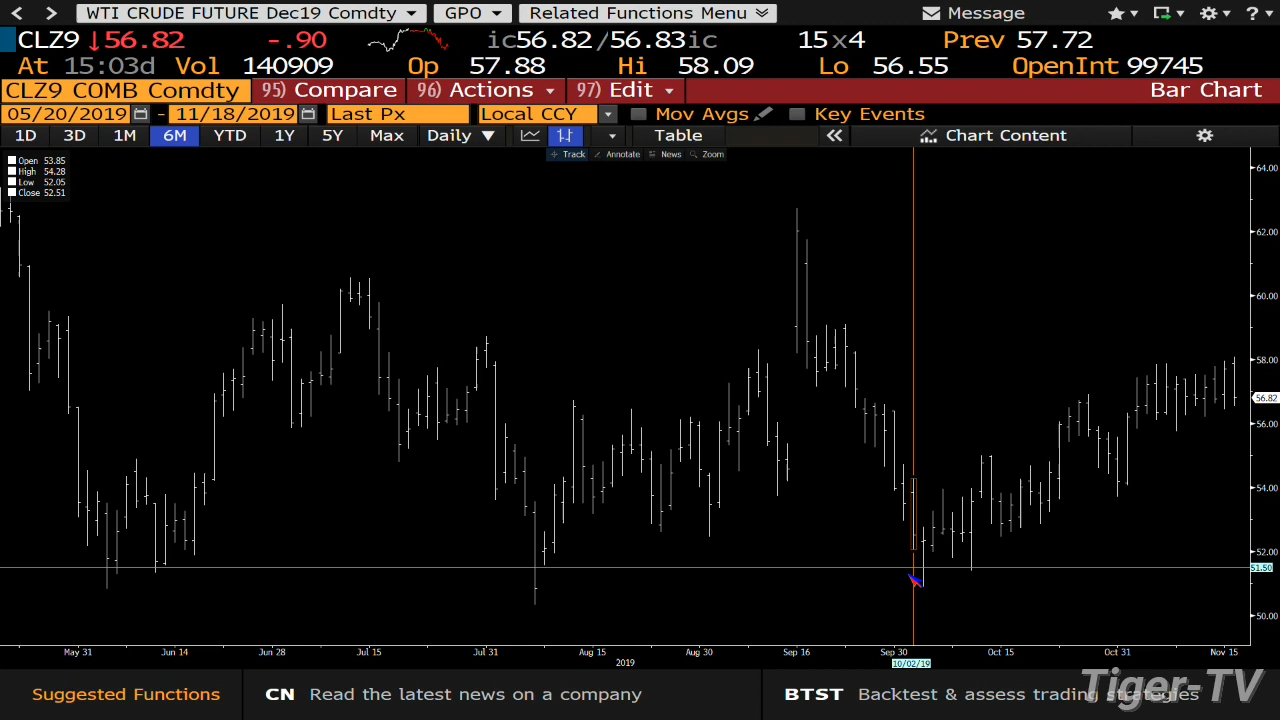 WTI CRUDE FUTURE Dec19 Comdty GPO Related Functions Menu Message ?
CLZ9 ↓56.82 -.90 ic56.82/56.83ic 15x4 Prev 57.72
At 15:03d Vol 140909 Op 57.88 Hi 58.09 Lo 56.55 OpenInt 99745
CLZ9 COMB Comdty 95) Compare 96) Actions 97) Edit Bar Chart
05/20/2019 - 11/18/2019 Last Px Local CCY Mov Avgs Key Events
1D 3D 1M 6M YTD 1Y 5Y Max Daily ▼ Table « Chart Content
Track Annotate News Zoom
Open 53.85
High 54.28
Low 52.05
Close 52.51
64.00
62.00
60.00
58.00
56.82
56.00
54.00
52.00
51.50
50.00
May 31 Jun 14 Jun 28 Jul 15 Jul 31 Aug 15 Aug 30 Sep 16 Sep 30 Oct 15 Oct 31 Nov 15
2019 10/02/19
Suggested Functions CN Read the latest news on a company BTST Backtest & assess trading strategies
Tiger-TV